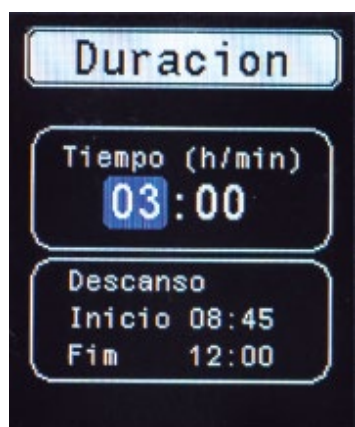 Duracion
Tiempo (h/min)
03:00
Descanso
Inicio 08:45
Fim 12:00